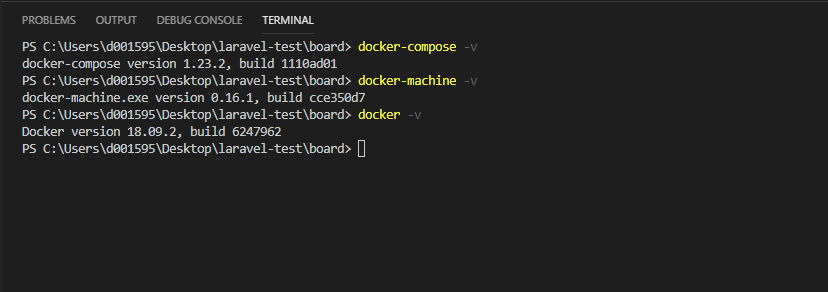 PROBLEMS OUTPUT DEBUG CONSOLE TERMINAL
PS C:\Users\d001595\Desktop\laravel-test\board> docker-compose -v
docker-compose version 1.23.2, build 1110ad01
PS C:\Users\d001595\Desktop\laravel-test\board> docker-machine -v
docker-machine.exe version 0.16.1, build cce350d7
PS C:\Users\d001595\Desktop\laravel-test\board> docker -v
Docker version 18.09.2, build 6247962
PS C:\Users\d001595\Desktop\laravel-test\board>